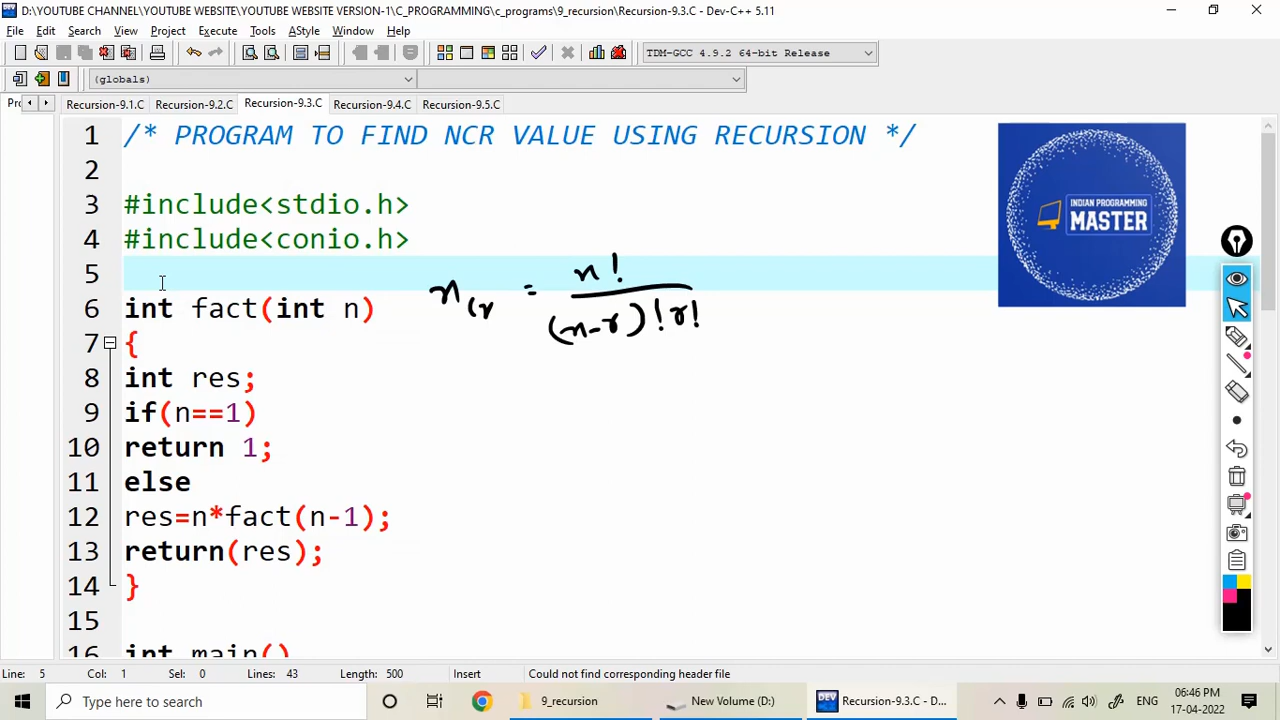 D:\YOUTUBE CHANNEL\YOUTUBE WEBSITE\YOUTUBE WEBSITE VERSION-1\C_PROGRAMMING\c_programs\9_recursion\Recursion-9.3.C - Dev-C++ 5.11
File Edit Search View Project Execute Tools AStyle Window Help
TDM-GCC 4.9.2 64-bit Release
(globals)
Recursion-9.1.C Recursion-9.2.C Recursion-9.3.C Recursion-9.4.C Recursion-9.5.C
1 /* PROGRAM TO FIND NCR VALUE USING RECURSION */
2
3 #include<stdio.h>
4 #include<conio.h>
5
6 int fact(int n)
7 {
8 int res;
9 if(n==1)
10 return 1;
11 else
12 res=n*fact(n-1);
13 return(res);
14 }
15
16 int main()
INDIAN PROGRAMMING
MASTER
n!
ncr =
(n-r)!r!
Line: 5 Col: 1 Sel: 0 Lines: 43 Length: 500 Insert Could not find corresponding header file
Type here to search
9_recursion
New Volume (D:)
DEV
Recursion-9.3.C - D...
ENG
06:46 PM
17-04-2022